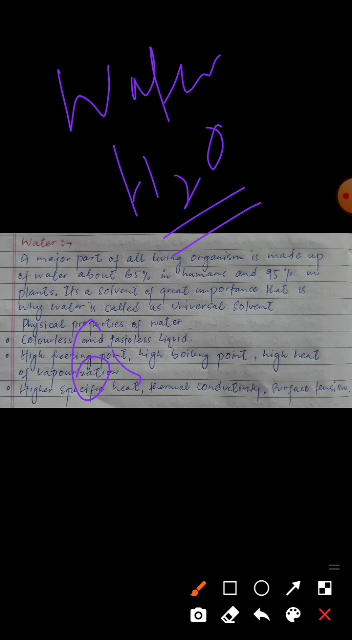 Water
H2O
Water :-
A major part of all living organism is made up
of water about 65% in humans and 95% in
plants. Its a solvent of great importance that is
why water is called as Universal solvent
Physical properties of water
• Colourless and tasteless liquid.
• High freezing point, high boiling point, high heat
of vapourization
• Higher specific heat, thermal conductivity, surface tension,